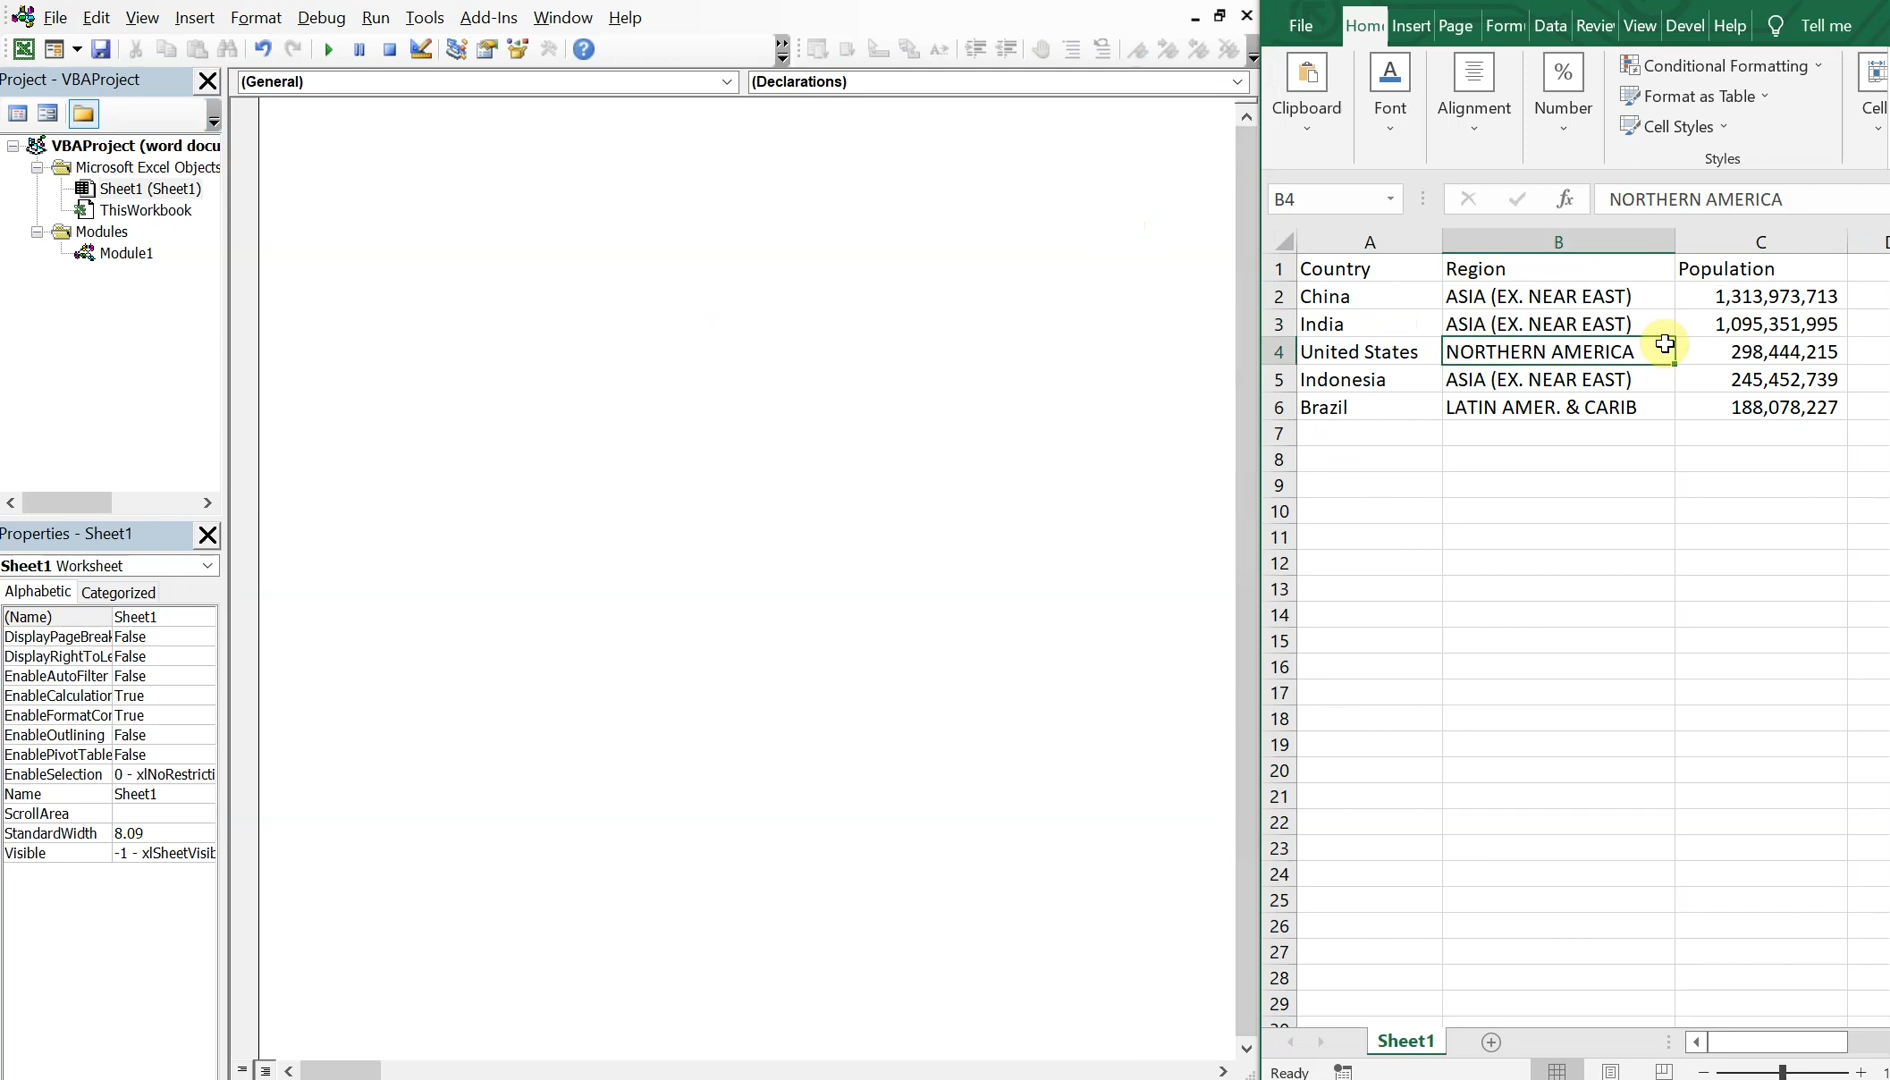 File Edit View Insert Format Debug Run Tools Add-Ins Window Help
Project - VBAProject
VBAProject (word docu
Microsoft Excel Objects
Sheet1 (Sheet1)
ThisWorkbook
Modules
Module1
Properties - Sheet1
Sheet1 Worksheet
Alphabetic Categorized
(Name) Sheet1
DisplayPageBreak False
DisplayRightToLe False
EnableAutoFilter False
EnableCalculation True
EnableFormatCon True
EnableOutlining False
EnablePivotTable False
EnableSelection 0 - xlNoRestricti
Name Sheet1
ScrollArea
StandardWidth 8.09
Visible -1 - xlSheetVisib
(General) (Declarations)
File Home Insert Page Form Data Revie View Devel Help Tell me
Clipboard Font Alignment Number
Conditional Formatting
Format as Table
Cell Styles
Cell
Styles
B4 fx NORTHERN AMERICA
A B C
1 Country Region Population
2 China ASIA (EX. NEAR EAST) 1,313,973,713
3 India ASIA (EX. NEAR EAST) 1,095,351,995
4 United States NORTHERN AMERICA 298,444,215
5 Indonesia ASIA (EX. NEAR EAST) 245,452,739
6 Brazil LATIN AMER. & CARIB 188,078,227
7
8
9
10
11
12
13
14
15
16
17
18
19
20
21
22
23
24
25
26
27
28
29
Sheet1
Ready